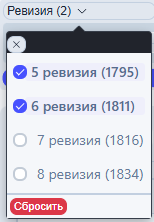 Ревизия (2)
5 ревизия (1795)
6 ревизия (1811)
7 ревизия (1816)
8 ревизия (1834)
Сбросить